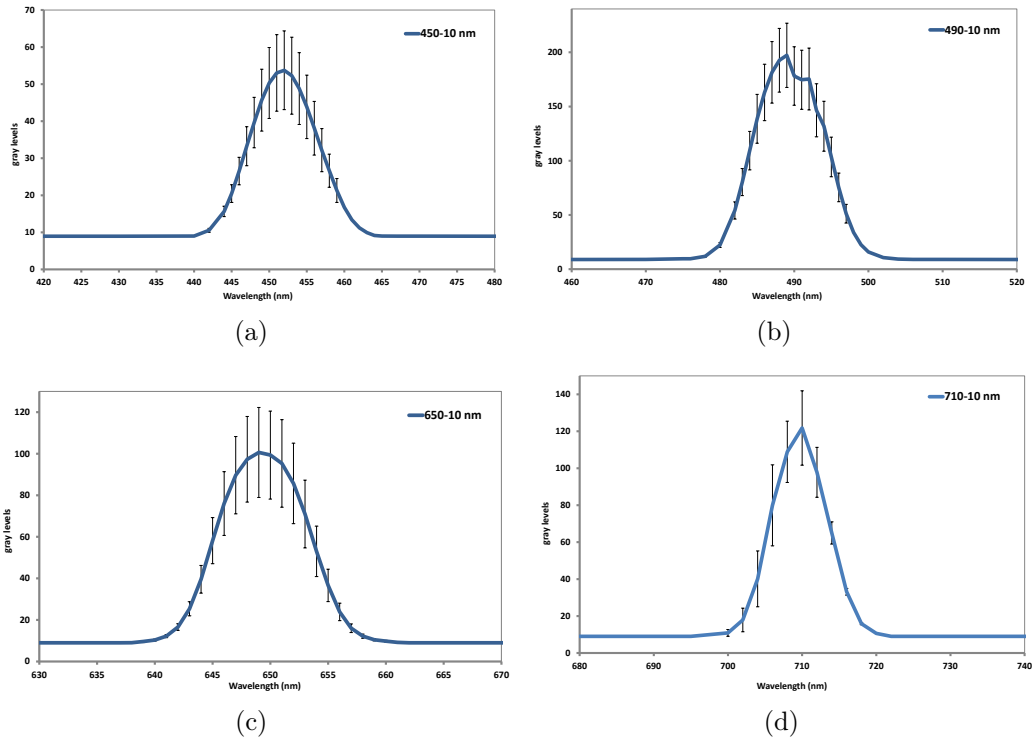 70
60
50
40
30
20
10
0
gray levels
450-10 nm
420 425 430 435 440 445 450 455 460 465 470 475 480
Wavelength (nm)
(a)
200
150
100
50
0
gray levels
490-10 nm
460 470 480 490 500 510 520
Wavelength (nm)
(b)
120
100
80
60
40
20
0
gray levels
650-10 nm
630 635 640 645 650 655 660 665 670
Wavelength (nm)
(c)
140
120
100
80
60
40
20
0
gray levels
710-10 nm
680 690 700 710 720 730 740
Wavelength (nm)
(d)